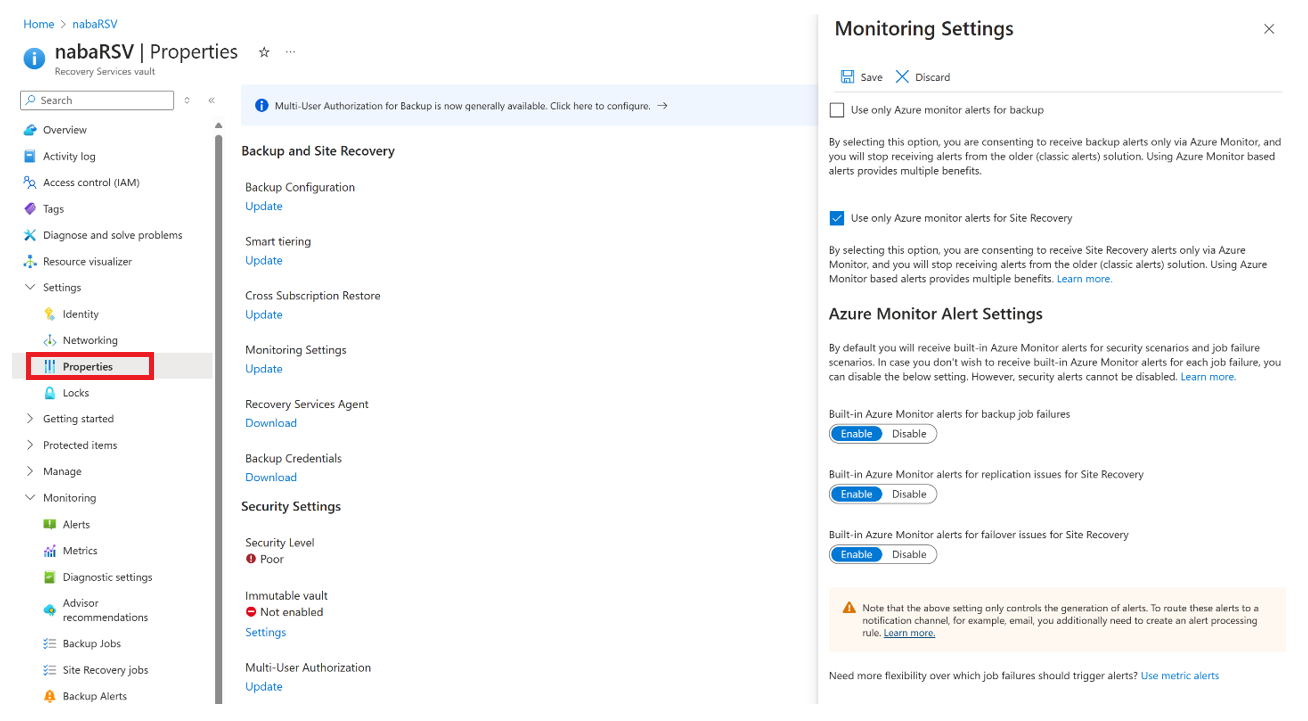 Home > nabaRSV
nabaRSV | Properties
Recovery Services vault
Search
Overview
Activity log
Access control (IAM)
Tags
Diagnose and solve problems
Resource visualizer
Settings
Identity
Networking
Properties
Locks
Getting started
Protected items
Manage
Monitoring
Alerts
Metrics
Diagnostic settings
Advisor
recommendations
Backup Jobs
Site Recovery jobs
Backup Alerts
Multi-User Authorization for Backup is now generally available. Click here to configure. →
Backup and Site Recovery
Backup Configuration
Update
Smart tiering
Update
Cross Subscription Restore
Update
Monitoring Settings
Update
Recovery Services Agent
Download
Backup Credentials
Download
Security Settings
Security Level
Poor
Immutable vault
Not enabled
Settings
Multi-User Authorization
Update
Monitoring Settings
Save Discard
Use only Azure monitor alerts for backup
By selecting this option, you are consenting to receive backup alerts only via Azure Monitor, and
you will stop receiving alerts from the older (classic alerts) solution. Using Azure Monitor based
alerts provides multiple benefits.
Use only Azure monitor alerts for Site Recovery
By selecting this option, you are consenting to receive Site Recovery alerts only via Azure
Monitor, and you will stop receiving alerts from the older (classic alerts) solution. Using Azure
Monitor based alerts provides multiple benefits. Learn more.
Azure Monitor Alert Settings
By default you will receive built-in Azure Monitor alerts for security scenarios and job failure
scenarios. In case you don't wish to receive built-in Azure Monitor alerts for each job failure, you
can disable the below setting. However, security alerts cannot be disabled. Learn more.
Built-in Azure Monitor alerts for backup job failures
Enable Disable
Built-in Azure Monitor alerts for replication issues for Site Recovery
Enable Disable
Built-in Azure Monitor alerts for failover issues for Site Recovery
Enable Disable
Note that the above setting only controls the generation of alerts. To route these alerts to a
notification channel, for example, email, you additionally need to create an alert processing
rule. Learn more.
Need more flexibility over which job failures should trigger alerts? Use metric alerts